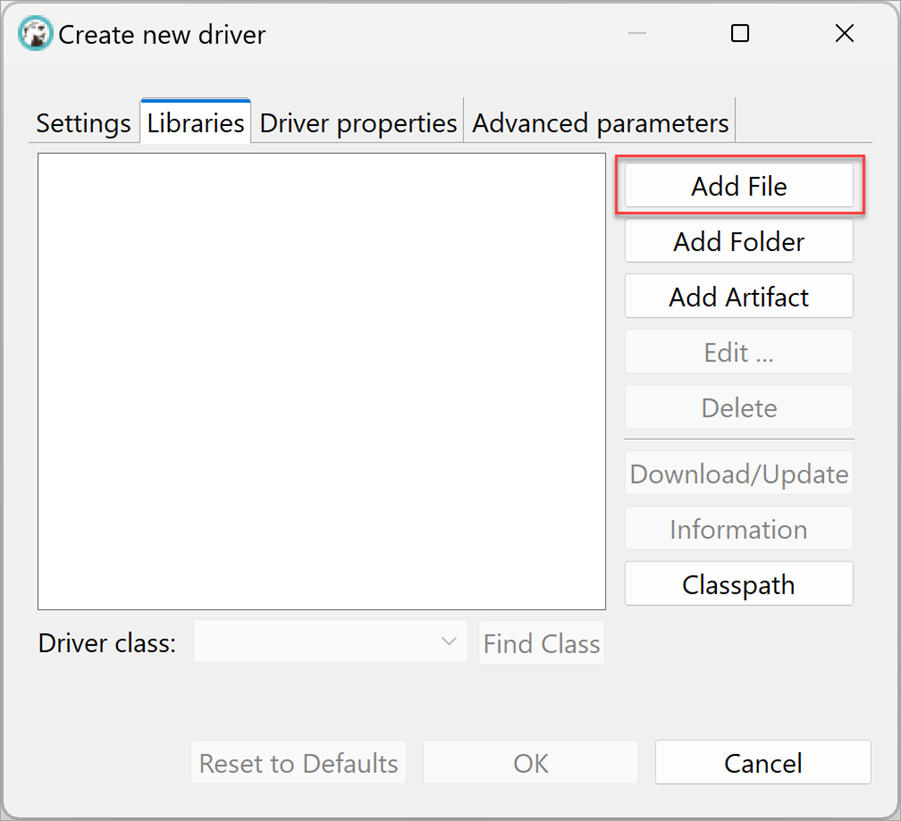 Create new driver
Settings Libraries Driver properties Advanced parameters
Add File
Add Folder
Add Artifact
Edit ...
Delete
Download/Update
Information
Classpath
Driver class: Find Class
Reset to Defaults OK Cancel